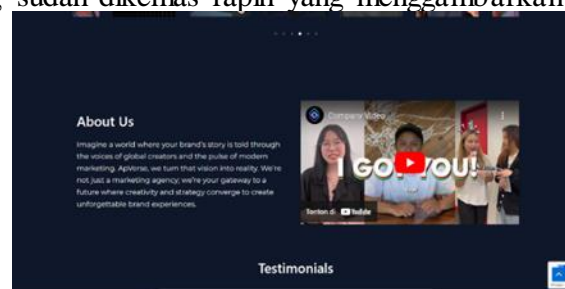 sudah dikemas rapih yang menggambarkan
About Us
Company Video
Imagine a world where your brand's story is told through
the voices of global creators and the pulse of modern
marketing. ApVerse, we turn that vision into reality. We're
not just a marketing agency; we're your gateway to a
future where creativity and strategy converge to create
unforgettable brand experiences.
I GOT YOU!
Tonton di YouTube
Testimonials